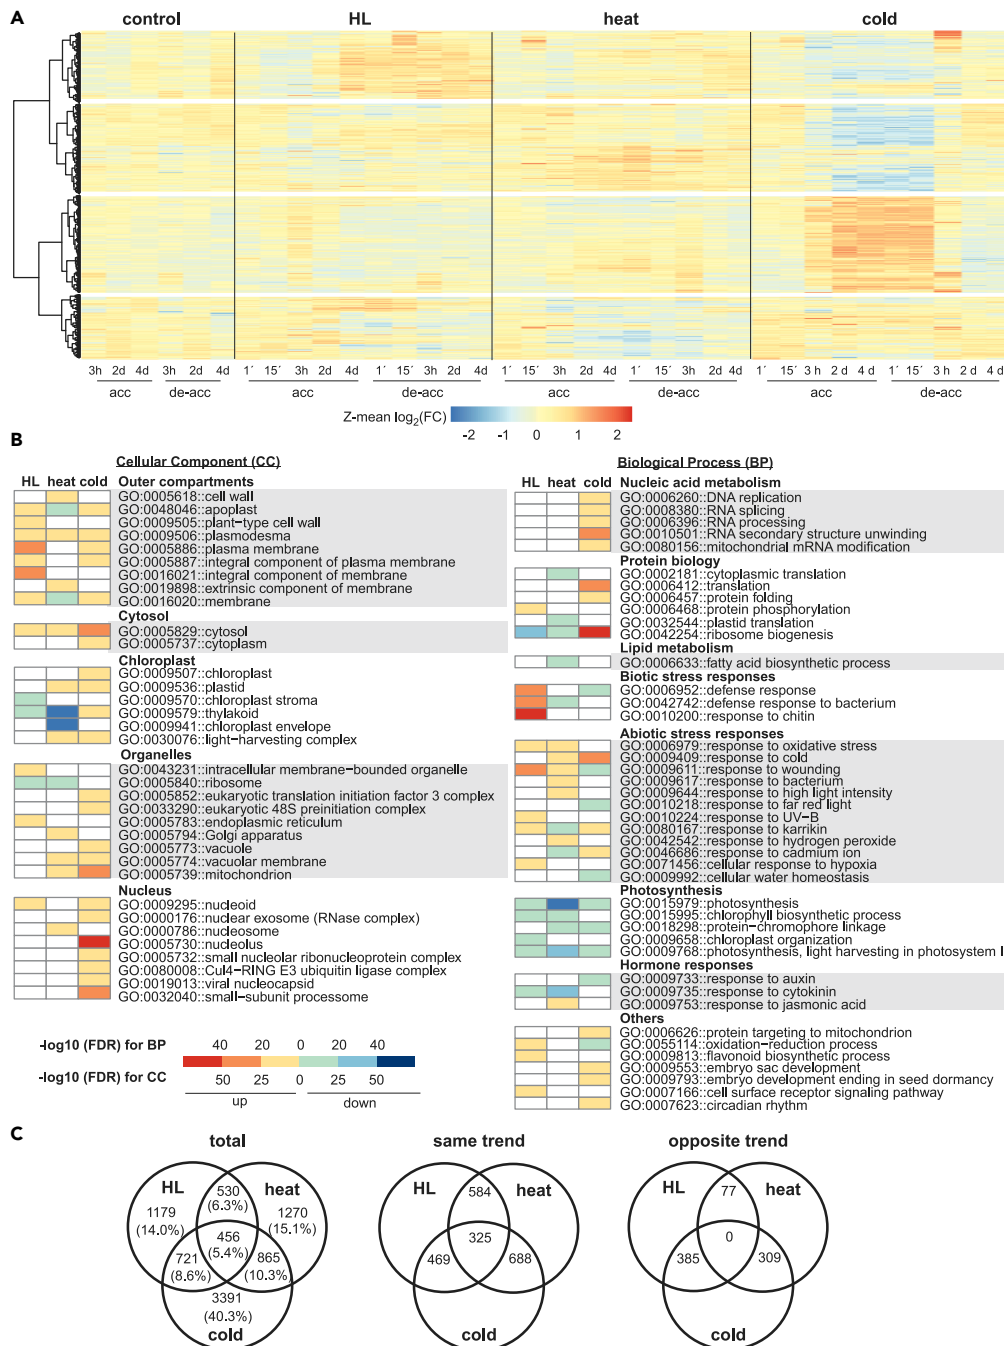 A
control HL heat cold
3h 2d 4d 3h 2d 4d 1´ 15´ 3h 2d 4d 1´ 15´ 3h 2d 4d 1´ 15´ 3h 2d 4d 1´ 15´ 3h 2d 4d 1´ 15´ 3 h 2 d 4 d 1´ 15´ 3 h 2 d 4 d
acc de-acc acc de-acc acc de-acc acc de-acc
Z-mean log2(FC)
-2 -1 0 1 2
B
Cellular Component (CC)
HL heat cold
Outer compartments
GO:0005618::cell wall
GO:0048046::apoplast
GO:0009505::plant−type cell wall
GO:0009506::plasmodesma
GO:0005886::plasma membrane
GO:0005887::integral component of plasma membrane
GO:0016021::integral component of membrane
GO:0019898::extrinsic component of membrane
GO:0016020::membrane
Cytosol
GO:0005829::cytosol
GO:0005737::cytoplasm
Chloroplast
GO:0009507::chloroplast
GO:0009536::plastid
GO:0009570::chloroplast stroma
GO:0009579::thylakoid
GO:0009941::chloroplast envelope
GO:0030076::light−harvesting complex
Organelles
GO:0043231::intracellular membrane−bounded organelle
GO:0005840::ribosome
GO:0005852::eukaryotic translation initiation factor 3 complex
GO:0033290::eukaryotic 48S preinitiation complex
GO:0005783::endoplasmic reticulum
GO:0005794::Golgi apparatus
GO:0005773::vacuole
GO:0005774::vacuolar membrane
GO:0005739::mitochondrion
Nucleus
GO:0009295::nucleoid
GO:0000176::nuclear exosome (RNase complex)
GO:0000786::nucleosome
GO:0005730::nucleolus
GO:0005732::small nucleolar ribonucleoprotein complex
GO:0080008::Cul4−RING E3 ubiquitin ligase complex
GO:0019013::viral nucleocapsid
GO:0032040::small−subunit processome
-log10 (FDR) for BP 40 20 0 20 40
-log10 (FDR) for CC 50 25 0 25 50
up down
Biological Process (BP)
HL heat cold
Nucleic acid metabolism
GO:0006260::DNA replication
GO:0008380::RNA splicing
GO:0006396::RNA processing
GO:0010501::RNA secondary structure unwinding
GO:0080156::mitochondrial mRNA modification
Protein biology
GO:0002181::cytoplasmic translation
GO:0006412::translation
GO:0006457::protein folding
GO:0006468::protein phosphorylation
GO:0032544::plastid translation
GO:0042254::ribosome biogenesis
Lipid metabolism
GO:0006633::fatty acid biosynthetic process
Biotic stress responses
GO:0006952::defense response
GO:0042742::defense response to bacterium
GO:0010200::response to chitin
Abiotic stress responses
GO:0006979::response to oxidative stress
GO:0009409::response to cold
GO:0009611::response to wounding
GO:0009617::response to bacterium
GO:0009644::response to high light intensity
GO:0010218::response to far red light
GO:0010224::response to UV−B
GO:0080167::response to karrikin
GO:0042542::response to hydrogen peroxide
GO:0046686::response to cadmium ion
GO:0071456::cellular response to hypoxia
GO:0009992::cellular water homeostasis
Photosynthesis
GO:0015979::photosynthesis
GO:0015995::chlorophyll biosynthetic process
GO:0018298::protein−chromophore linkage
GO:0009658::chloroplast organization
GO:0009768::photosynthesis, light harvesting in photosystem I
Hormone responses
GO:0009733::response to auxin
GO:0009735::response to cytokinin
GO:0009753::response to jasmonic acid
Others
GO:0006626::protein targeting to mitochondrion
GO:0055114::oxidation−reduction process
GO:0009813::flavonoid biosynthetic process
GO:0009553::embryo sac development
GO:0009793::embryo development ending in seed dormancy
GO:0007166::cell surface receptor signaling pathway
GO:0007623::circadian rhythm
C
total
HL
heat
530
(6.3%)
1179
(14.0%)
1270
(15.1%)
456
(5.4%)
721
(8.6%)
865
(10.3%)
3391
(40.3%)
cold
same trend
HL
584
heat
325
469
688
cold
opposite trend
HL
77
heat
0
385
309
cold